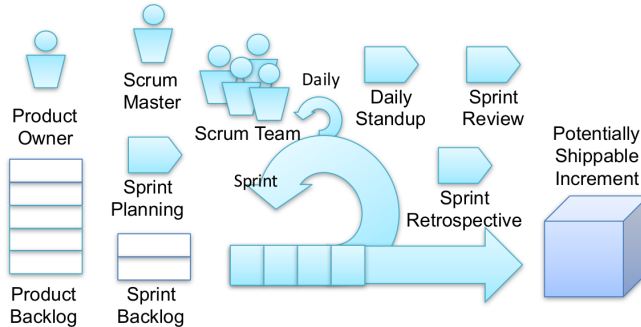 Product
Owner
Scrum
Master
Scrum Team
Daily
Daily
Standup
Sprint
Review
Sprint
Planning
Sprint
Sprint
Retrospective
Potentially
Shippable
Increment
Product
Backlog
Sprint
Backlog